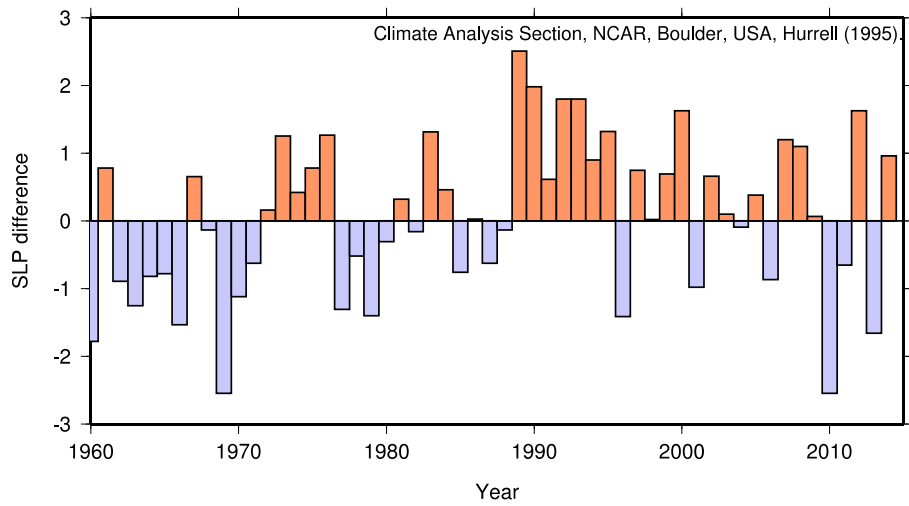 3
Climate Analysis Section, NCAR, Boulder, USA, Hurrell (1995).
2
1
0
-1
-2
-3
SLP difference
1960 1970 1980 1990 2000 2010
Year